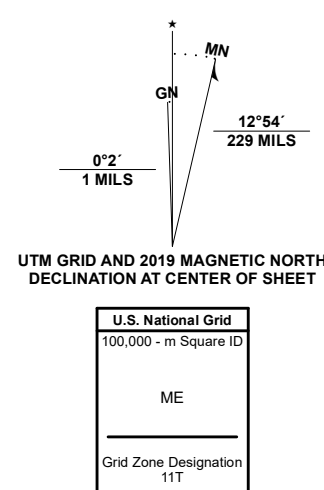 MN
GN
12°54´
229 MILS
0°2´
1 MILS
UTM GRID AND 2019 MAGNETIC NORTH
DECLINATION AT CENTER OF SHEET
U.S. National Grid
100,000 - m Square ID
ME
Grid Zone Designation
11T